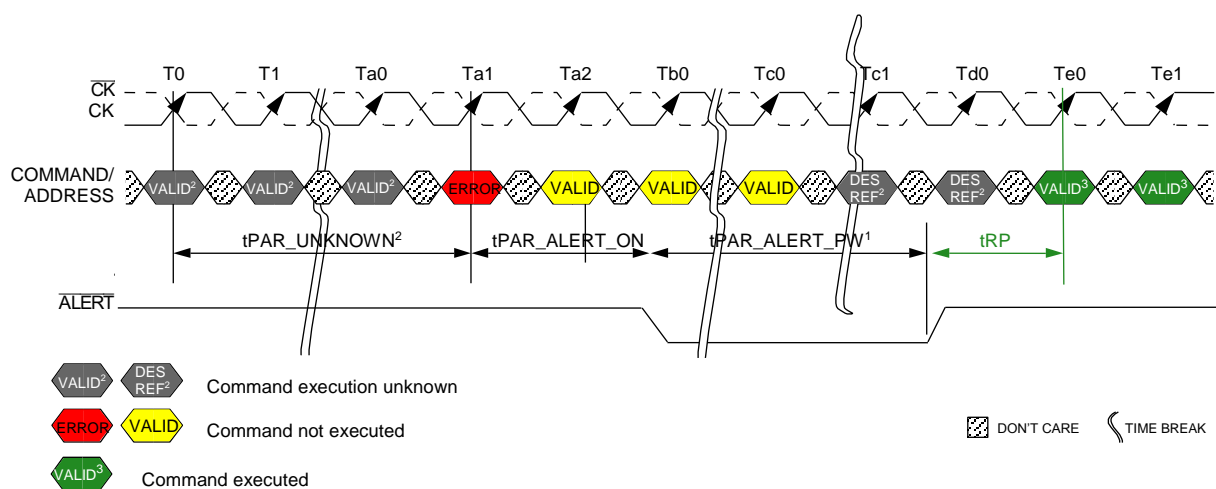 T0 T1 Ta0 Ta1 Ta2 Tb0 Tc0 Tc1 Td0 Te0 Te1
CK
CK
COMMAND/
ADDRESS
VALID² VALID² VALID² ERROR VALID VALID VALID DES REF² DES REF² VALID³ VALID³
tPAR_UNKNOWN² tPAR_ALERT_ON tPAR_ALERT_PW¹ tRP
ALERT
VALID² DES REF² Command execution unknown
ERROR VALID Command not executed
DON'T CARE TIME BREAK
VALID³ Command executed